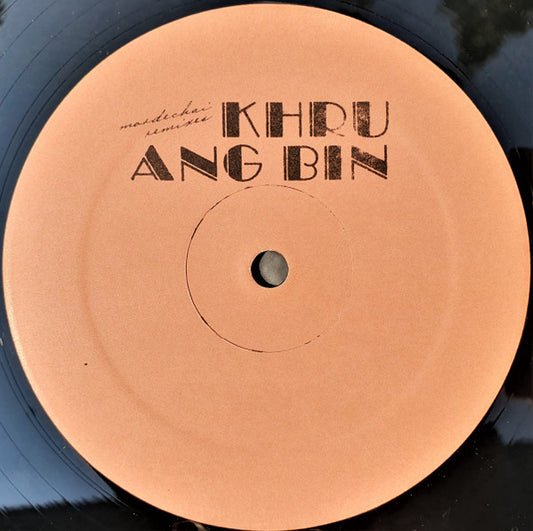 mordechai
remixes
KHRU
ANG BIN